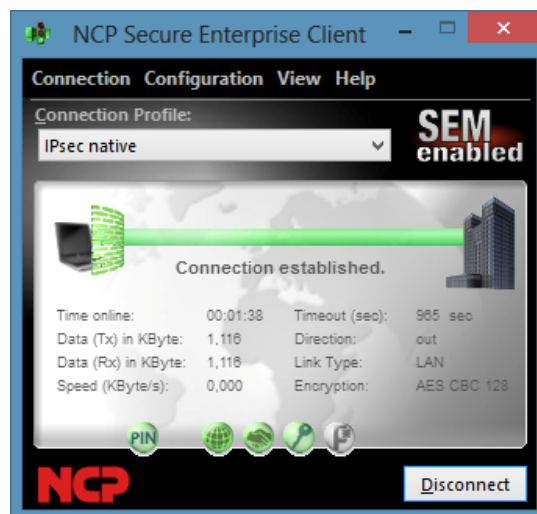 NCP Secure Enterprise Client
Connection Configuration View Help
Connection Profile:
SEM
enabled
IPsec native
Connection established.
Time online: 00:01:38 Timeout (sec): 965 sec
Data (Tx) in KByte: 1,116 Direction: out
Data (Rx) in KByte: 1,116 Link Type: LAN
Speed (KByte/s): 0,000 Encryption: AES CBC 128
PIN
F
NCP
Disconnect